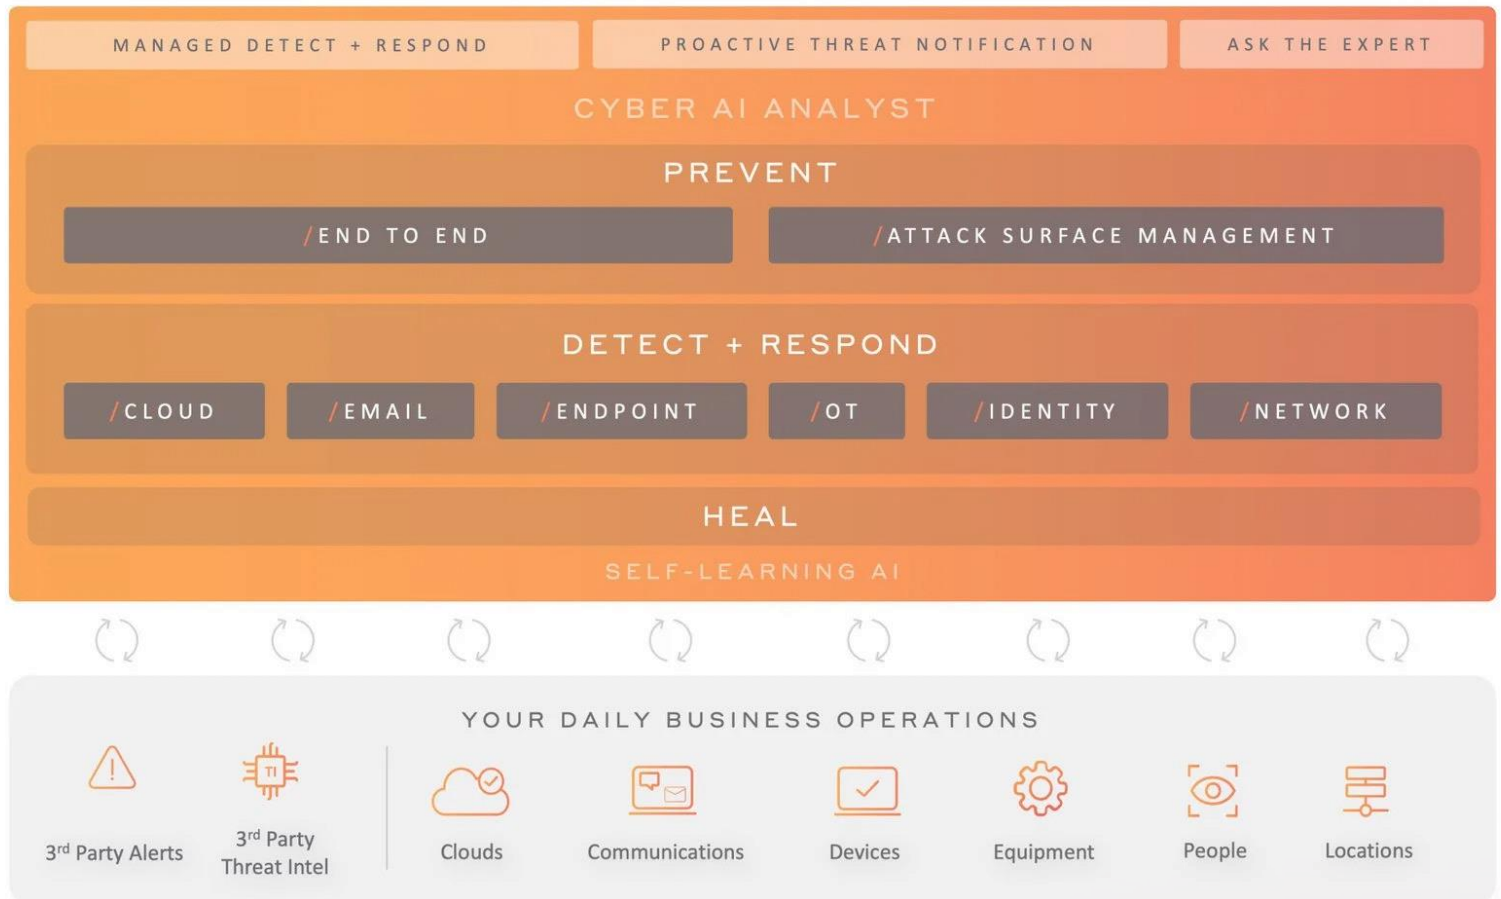 MANAGED DETECT + RESPOND
PROACTIVE THREAT NOTIFICATION
ASK THE EXPERT
CYBER AI ANALYST
PREVENT
/END TO END
/ATTACK SURFACE MANAGEMENT
DETECT + RESPOND
/CLOUD
/EMAIL
/ENDPOINT
/OT
/IDENTITY
/NETWORK
HEAL
SELF-LEARNING AI
YOUR DAILY BUSINESS OPERATIONS
TI
3rd Party Alerts
3rd Party
Threat Intel
Clouds
Communications
Devices
Equipment
People
Locations